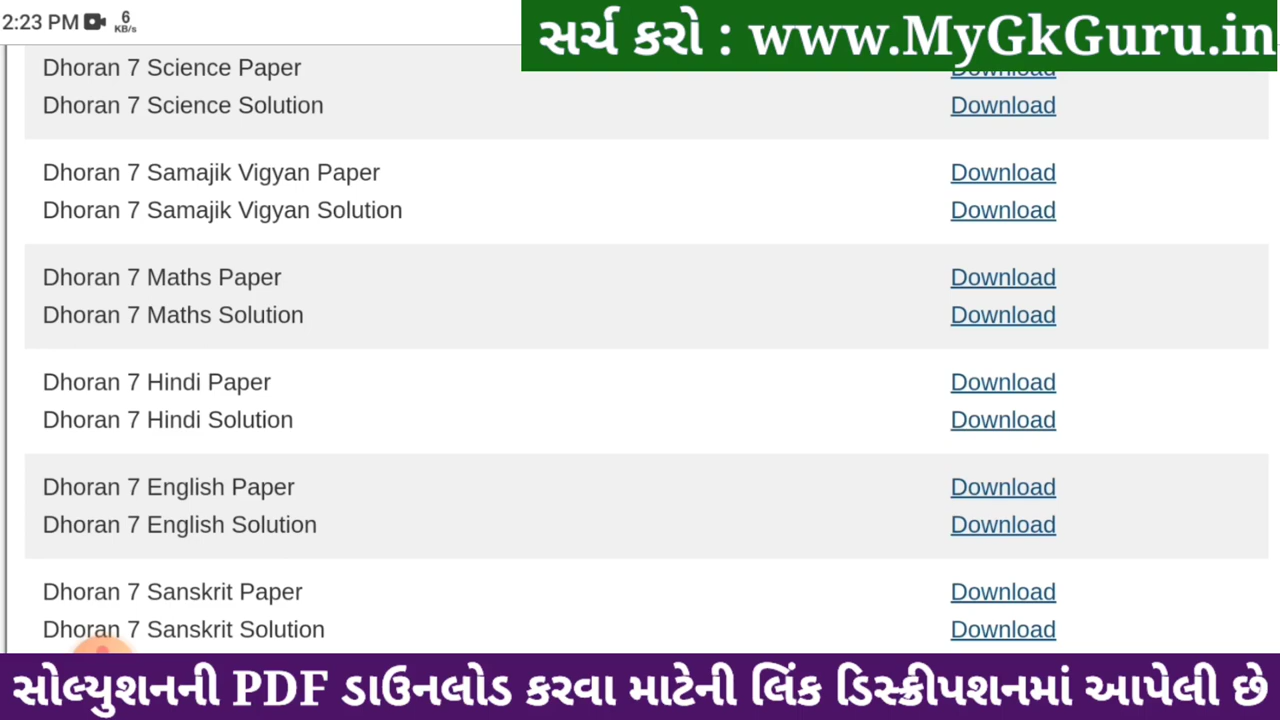 2:23 PM 6 KB/s
સર્ચ કરો : www.MyGkGuru.in
Dhoran 7 Science Paper Download
Dhoran 7 Science Solution Download
Dhoran 7 Samajik Vigyan Paper Download
Dhoran 7 Samajik Vigyan Solution Download
Dhoran 7 Maths Paper Download
Dhoran 7 Maths Solution Download
Dhoran 7 Hindi Paper Download
Dhoran 7 Hindi Solution Download
Dhoran 7 English Paper Download
Dhoran 7 English Solution Download
Dhoran 7 Sanskrit Paper Download
Dhoran 7 Sanskrit Solution Download
સોલ્યુશનની PDF ડાઉનલોડ કરવા માટેની લિંક ડિસ્ક્રીપશનમાં આપેલી છે